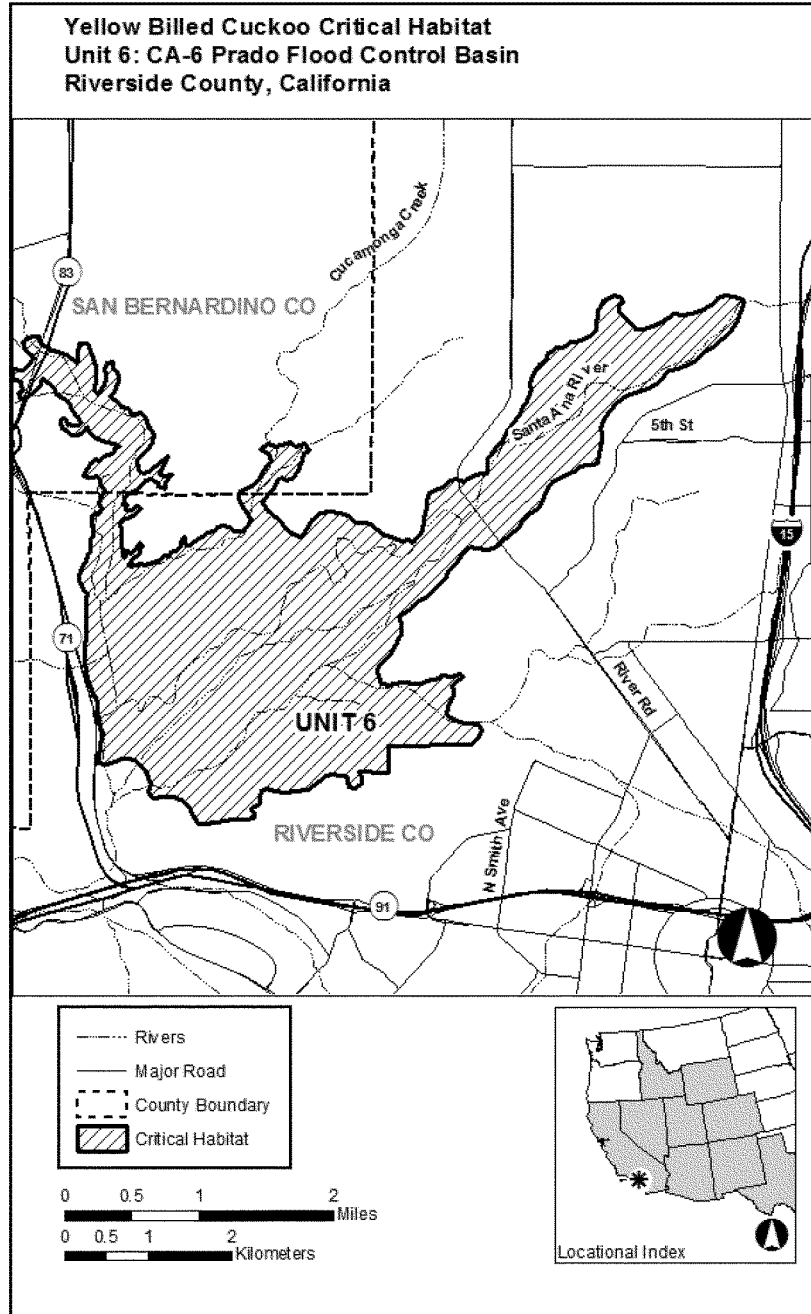 Yellow Billed Cuckoo Critical Habitat
Unit 6: CA-6 Prado Flood Control Basin
Riverside County, California
Cucamonga Creek
83
SAN BERNARDINO CO
Santa Ana River
5th St
15
71
River Rd
UNIT 6
N Smith Ave
RIVERSIDE CO
91
Rivers
Major Road
County Boundary
Critical Habitat
0 0.5 1 2
Miles
0 0.5 1 2
Kilometers
Locational Index